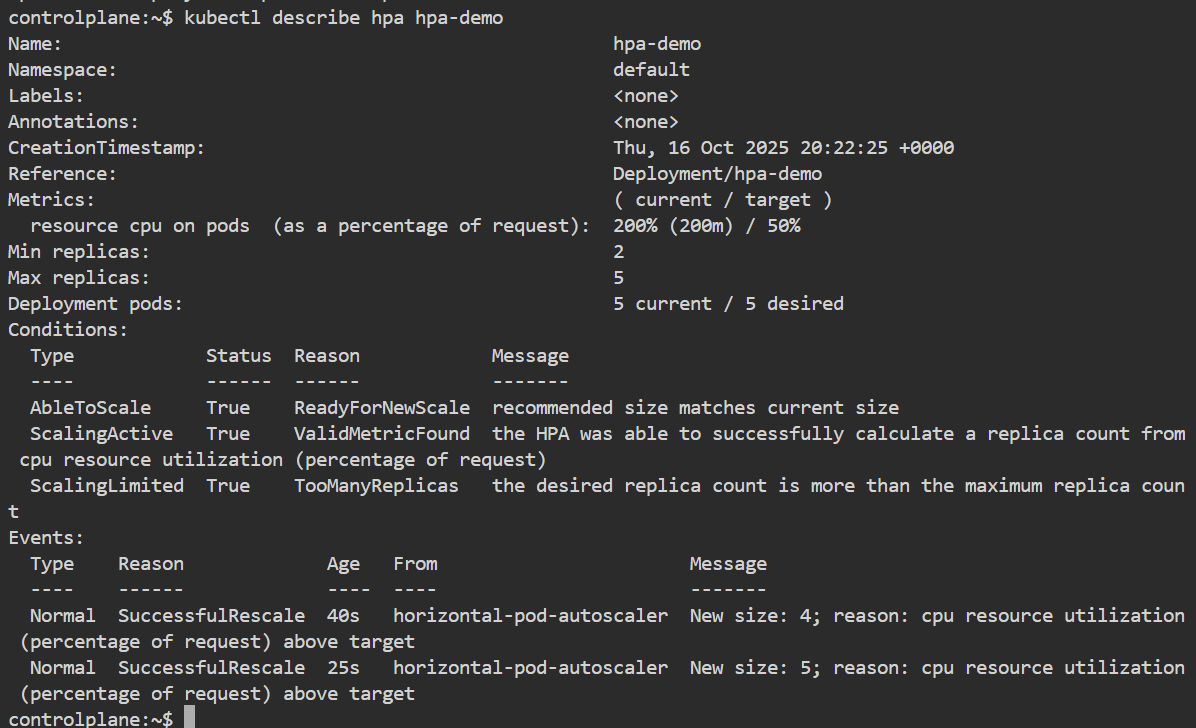 controlplane:~$ kubectl describe hpa hpa-demo
Name:                                                  hpa-demo
Namespace:                                             default
Labels:                                                <none>
Annotations:                                           <none>
CreationTimestamp:                                     Thu, 16 Oct 2025 20:22:25 +0000
Reference:                                             Deployment/hpa-demo
Metrics:                                               ( current / target )
  resource cpu on pods  (as a percentage of request):  200% (200m) / 50%
Min replicas:                                          2
Max replicas:                                          5
Deployment pods:                                       5 current / 5 desired
Conditions:
  Type            Status  Reason            Message
  ----            ------  ------            -------
  AbleToScale     True    ReadyForNewScale  recommended size matches current size
  ScalingActive   True    ValidMetricFound  the HPA was able to successfully calculate a replica count from
 cpu resource utilization (percentage of request)
  ScalingLimited  True    TooManyReplicas   the desired replica count is more than the maximum replica coun
t
Events:
  Type    Reason             Age   From                       Message
  ----    ------             ----  ----                       -------
  Normal  SuccessfulRescale  40s   horizontal-pod-autoscaler  New size: 4; reason: cpu resource utilization
 (percentage of request) above target
  Normal  SuccessfulRescale  25s   horizontal-pod-autoscaler  New size: 5; reason: cpu resource utilization
 (percentage of request) above target
controlplane:~$